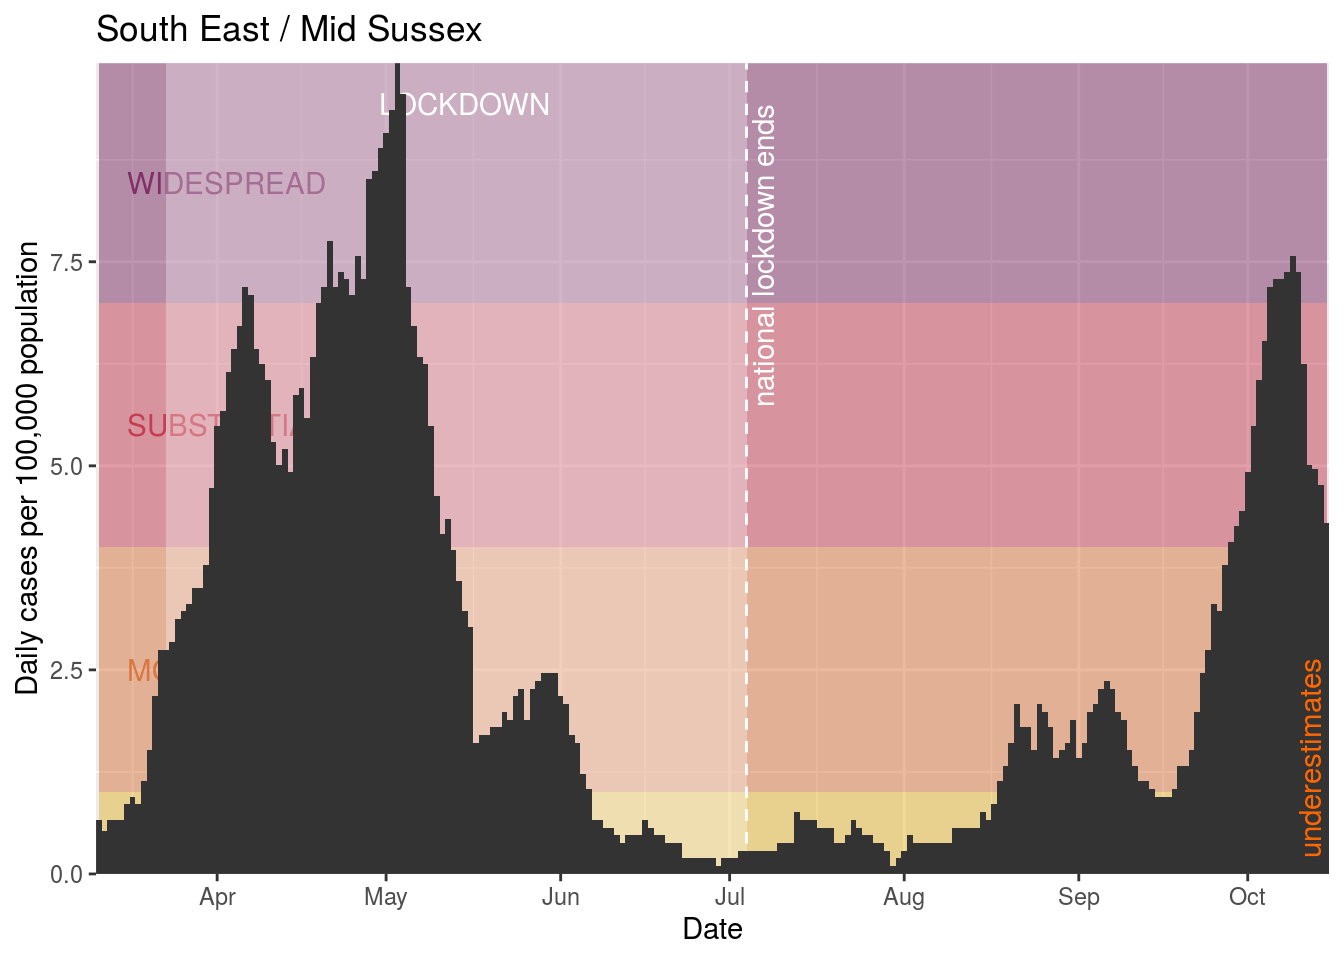 South East / Mid Sussex
LOCKDOWN
WIDESPREAD
national lockdown ends
underestimates
Daily cases per 100,000 population
7.5
5.0
2.5
0.0
Apr
May
Jun
Jul
Aug
Sep
Oct
Date